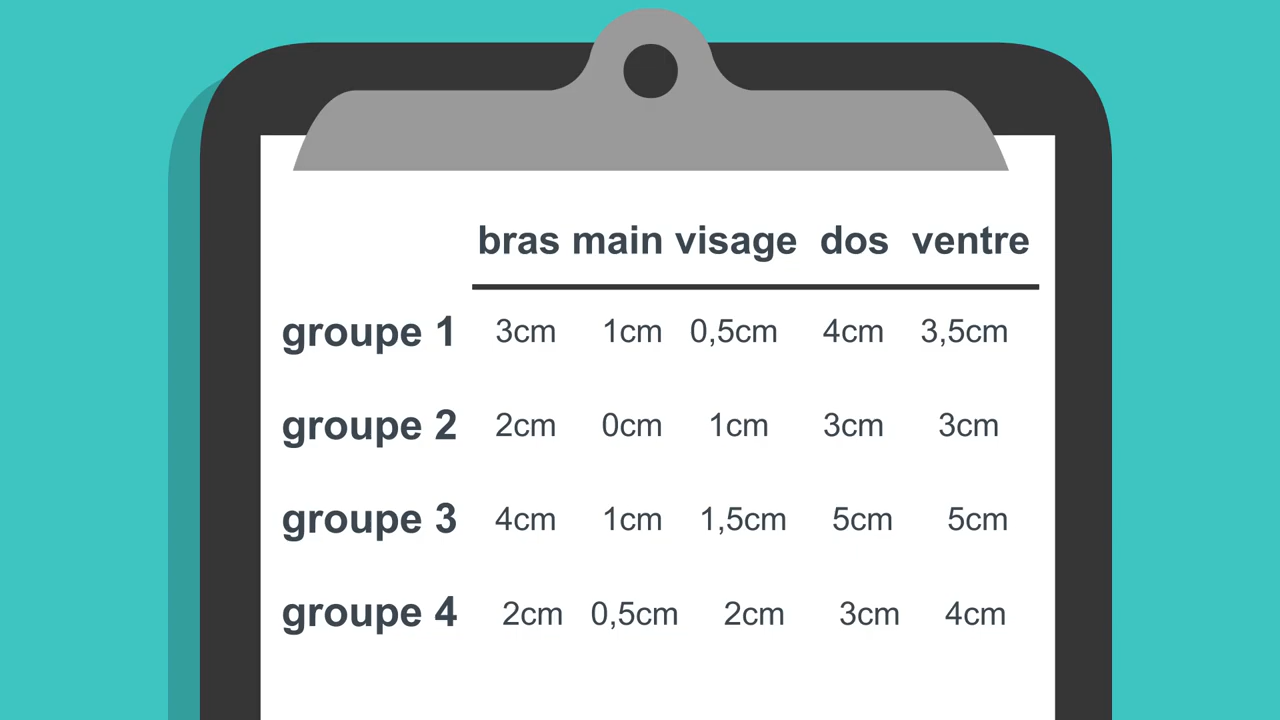 bras main visage dos ventre
groupe 1 3cm 1cm 0,5cm 4cm 3,5cm
groupe 2 2cm 0cm 1cm 3cm 3cm
groupe 3 4cm 1cm 1,5cm 5cm 5cm
groupe 4 2cm 0,5cm 2cm 3cm 4cm